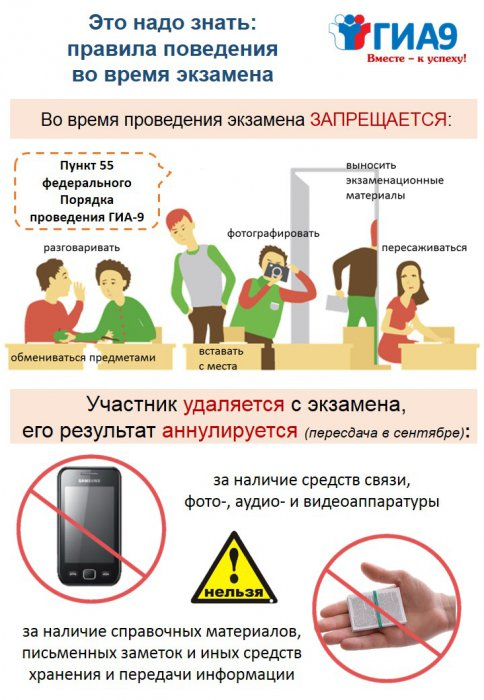 Это надо знать:
правила поведения
во время экзамена
ГИА9
Вместе – к успеху!
Во время проведения экзамена ЗАПРЕЩАЕТСЯ:
Пункт 55
федерального
Порядка
проведения ГИА-9
выносить
экзаменационные
материалы
разговаривать
фотографировать
пересаживаться
обмениваться предметами
вставать
с места
Участник удаляется с экзамена,
его результат аннулируется (пересдача в сентябре):
SAMSUNG
за наличие средств связи,
фото-, аудио- и видеоаппаратуры
нельзя
за наличие справочных материалов,
письменных заметок и иных средств
хранения и передачи информации